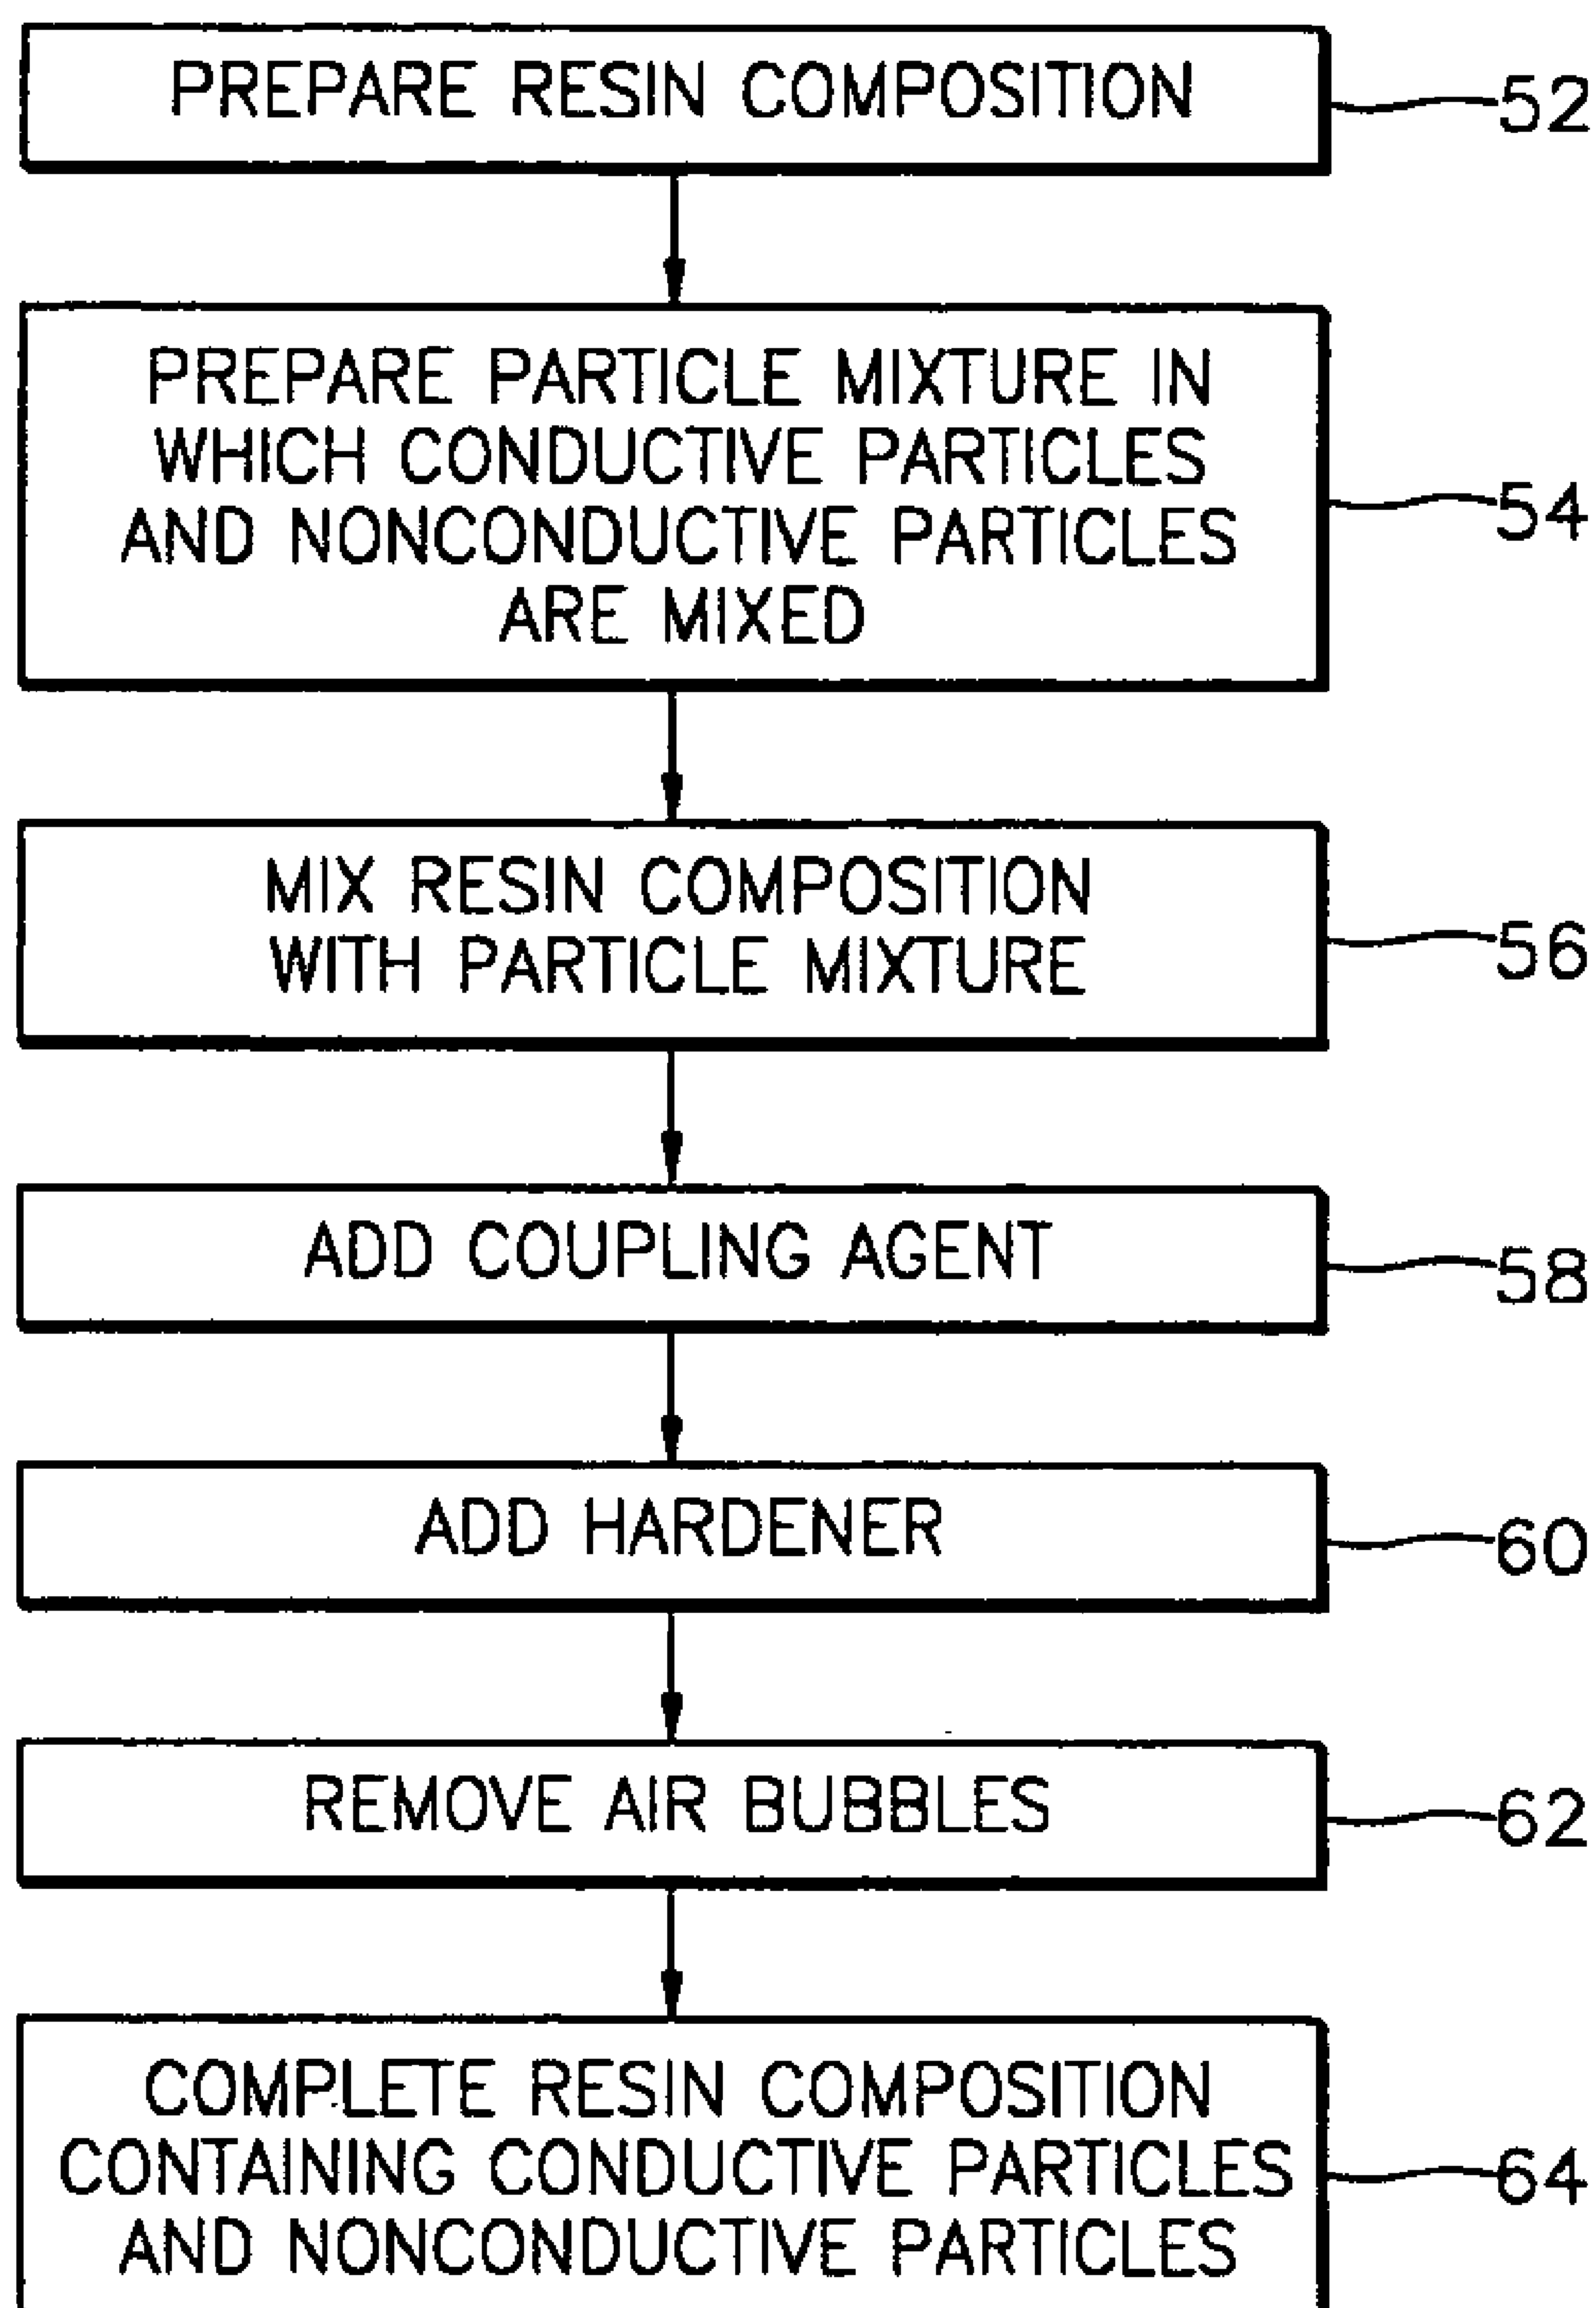 PREPARE RESIN COMPOSITION
52
PREPARE PARTICLE MIXTURE IN
WHICH CONDUCTIVE PARTICLES
AND NONCONDUCTIVE PARTICLES
ARE MIXED
54
MIX RESIN COMPOSITION
WITH PARTICLE MIXTURE
56
ADD COUPLING AGENT
58
ADD HARDENER
60
REMOVE AIR BUBBLES
62
COMPLETE RESIN COMPOSITION
CONTAINING CONDUCTIVE PARTICLES
AND NONCONDUCTIVE PARTICLES
64